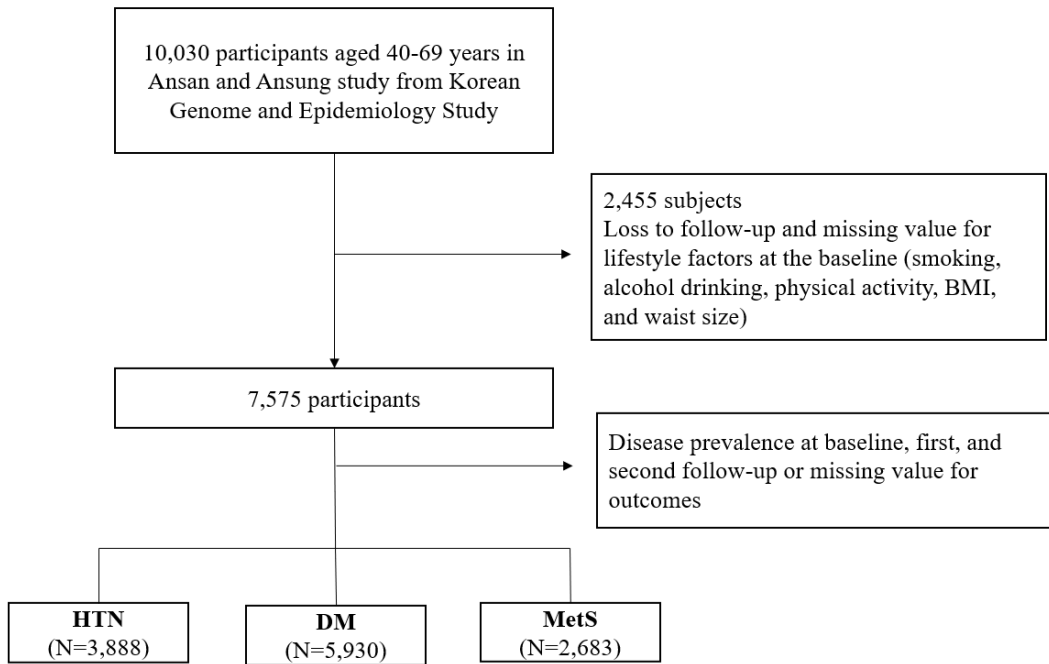 10,030 participants aged 40-69 years in
Ansan and Ansung study from Korean
Genome and Epidemiology Study
2,455 subjects
Loss to follow-up and missing value for
lifestyle factors at the baseline (smoking,
alcohol drinking, physical activity, BMI,
and waist size)
7,575 participants
Disease prevalence at baseline, first, and
second follow-up or missing value for
outcomes
HTN
(N=3,888)
DM
(N=5,930)
MetS
(N=2,683)